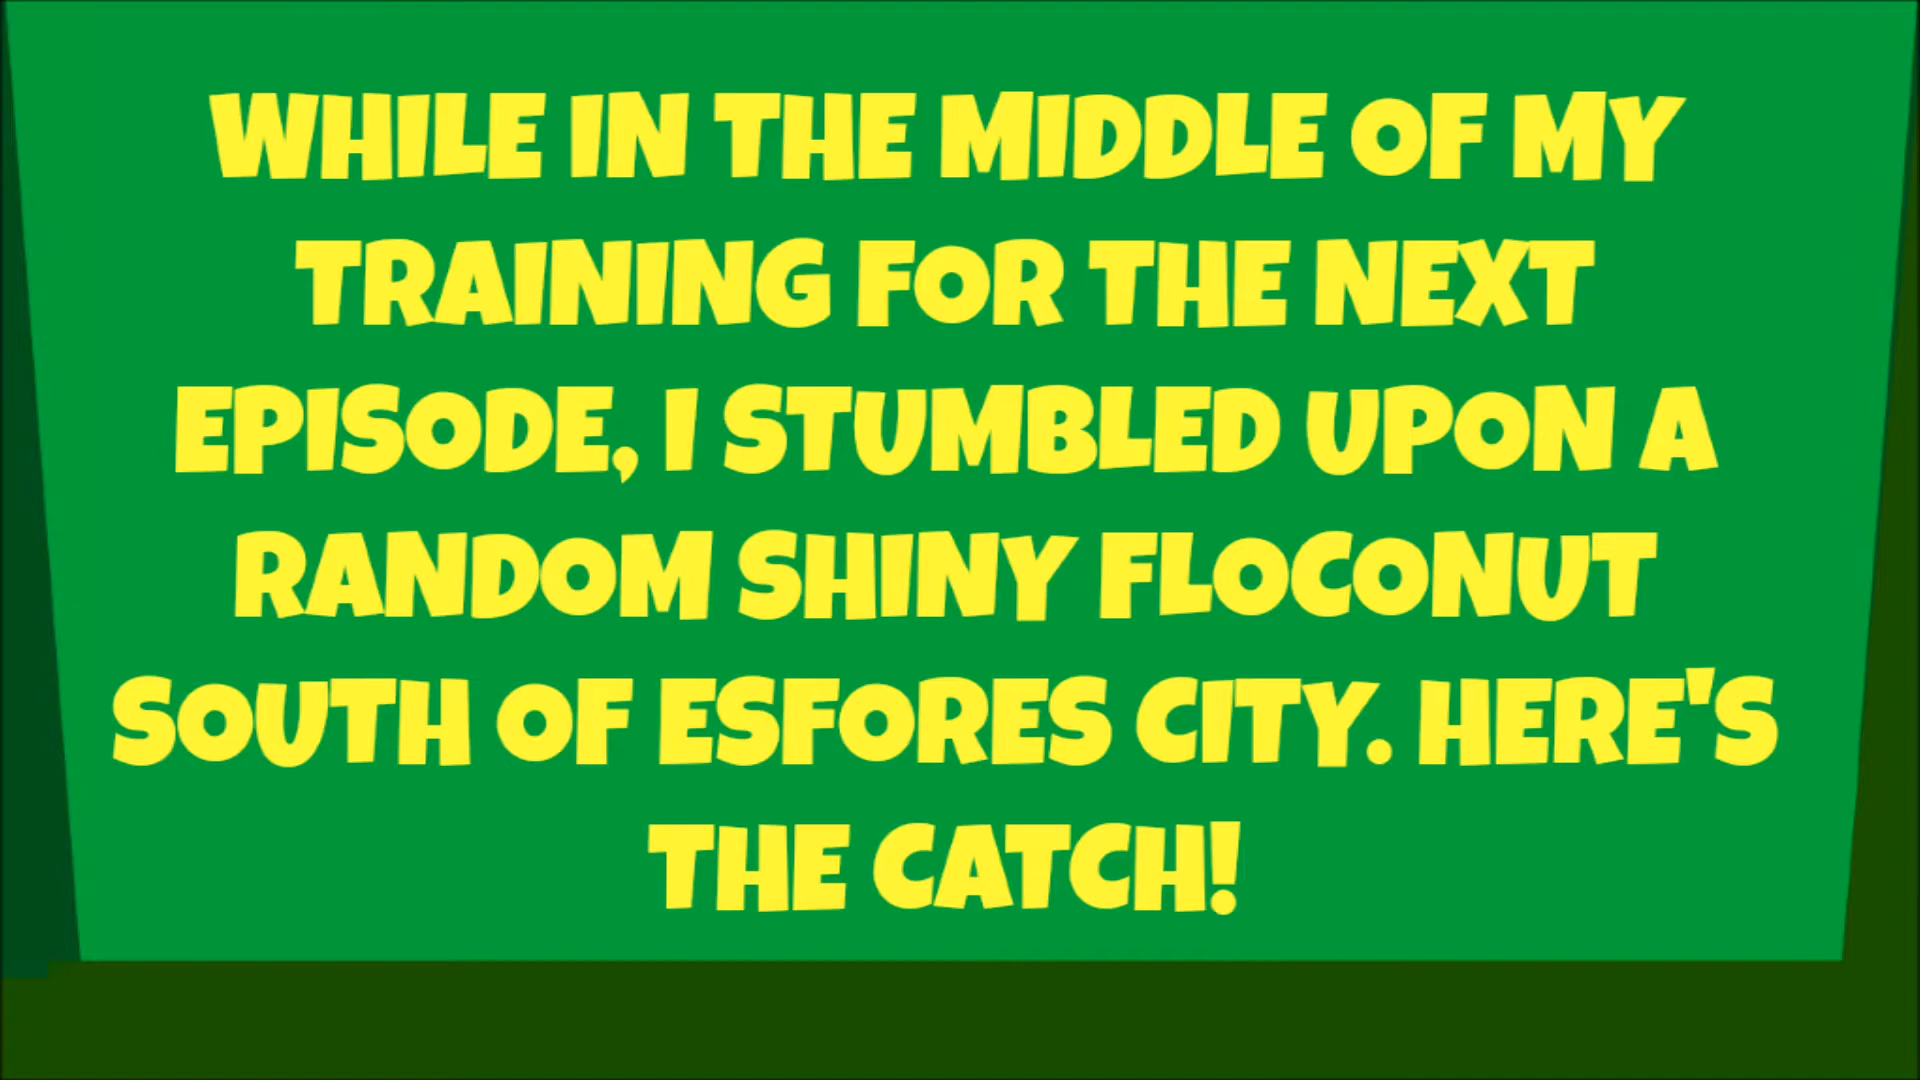 WHILE IN THE MIDDLE OF MY
TRAINING FOR THE NEXT
EPISODE, I STUMBLED UPON A
RANDOM SHINY FLOCONUT
SOUTH OF ESFORES CITY. HERE'S
THE CATCH!